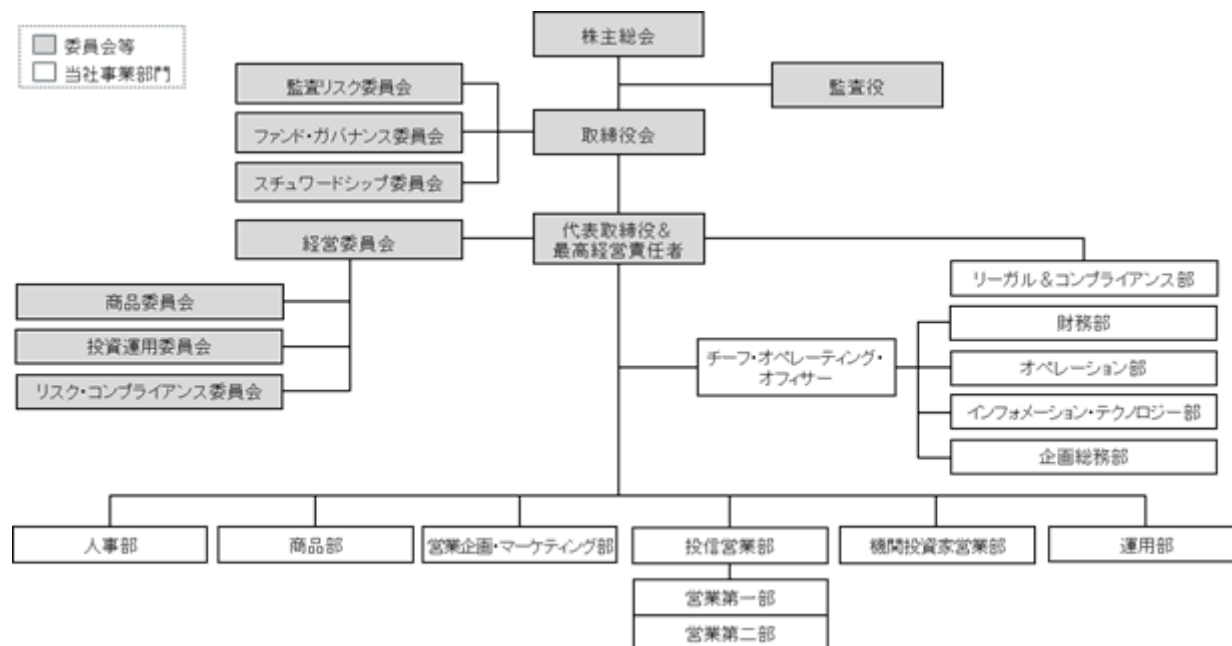 委員会等
当社事業部門
株主総会
監査リスク委員会
監査役
ファンド・ガバナンス委員会
取締役会
スチュワードシップ委員会
経営委員会
代表取締役&
最高経営責任者
リーガル&コンプライアンス部
商品委員会
財務部
投資運用委員会
チーフ・オペレーティング・
オフィサー
オペレーション部
リスク・コンプライアンス委員会
インフォメーション・テクノロジー部
企画総務部
人事部
商品部
営業企画・マーケティング部
投信営業部
機関投資家営業部
運用部
営業第一部
営業第二部